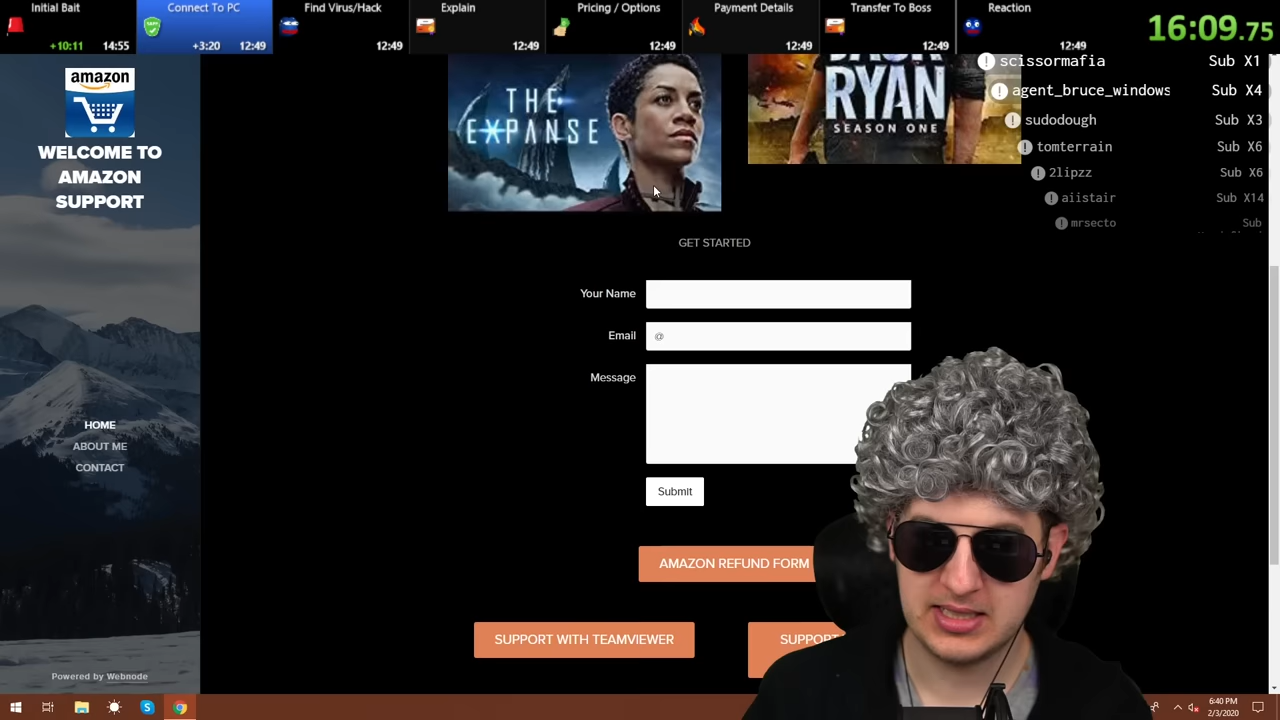 Initial Bait
+10:11 14:55
Connect To PC
+3:20 12:49
Find Virus/Hack
12:49
Explain
12:49
Pricing / Options
12:49
Payment Details
12:49
Transfer To Boss
12:49
Reaction
12:49
16:09.75
scissormafia Sub X1
agent_bruce_windows Sub X4
sudodough Sub X3
tomterrain Sub X6
2lipzz Sub X6
aiistair Sub X14
mrsecto Sub
amazon
WELCOME TO
AMAZON
SUPPORT
HOME
ABOUT ME
CONTACT
Powered by Webnode
THE
EXPANSE
JACK
RYAN
SEASON ONE
GET STARTED
Your Name
Email @
Message
Submit
AMAZON REFUND FORM
SUPPORT WITH TEAMVIEWER
SUPPORT
6:40 PM
2/3/2020